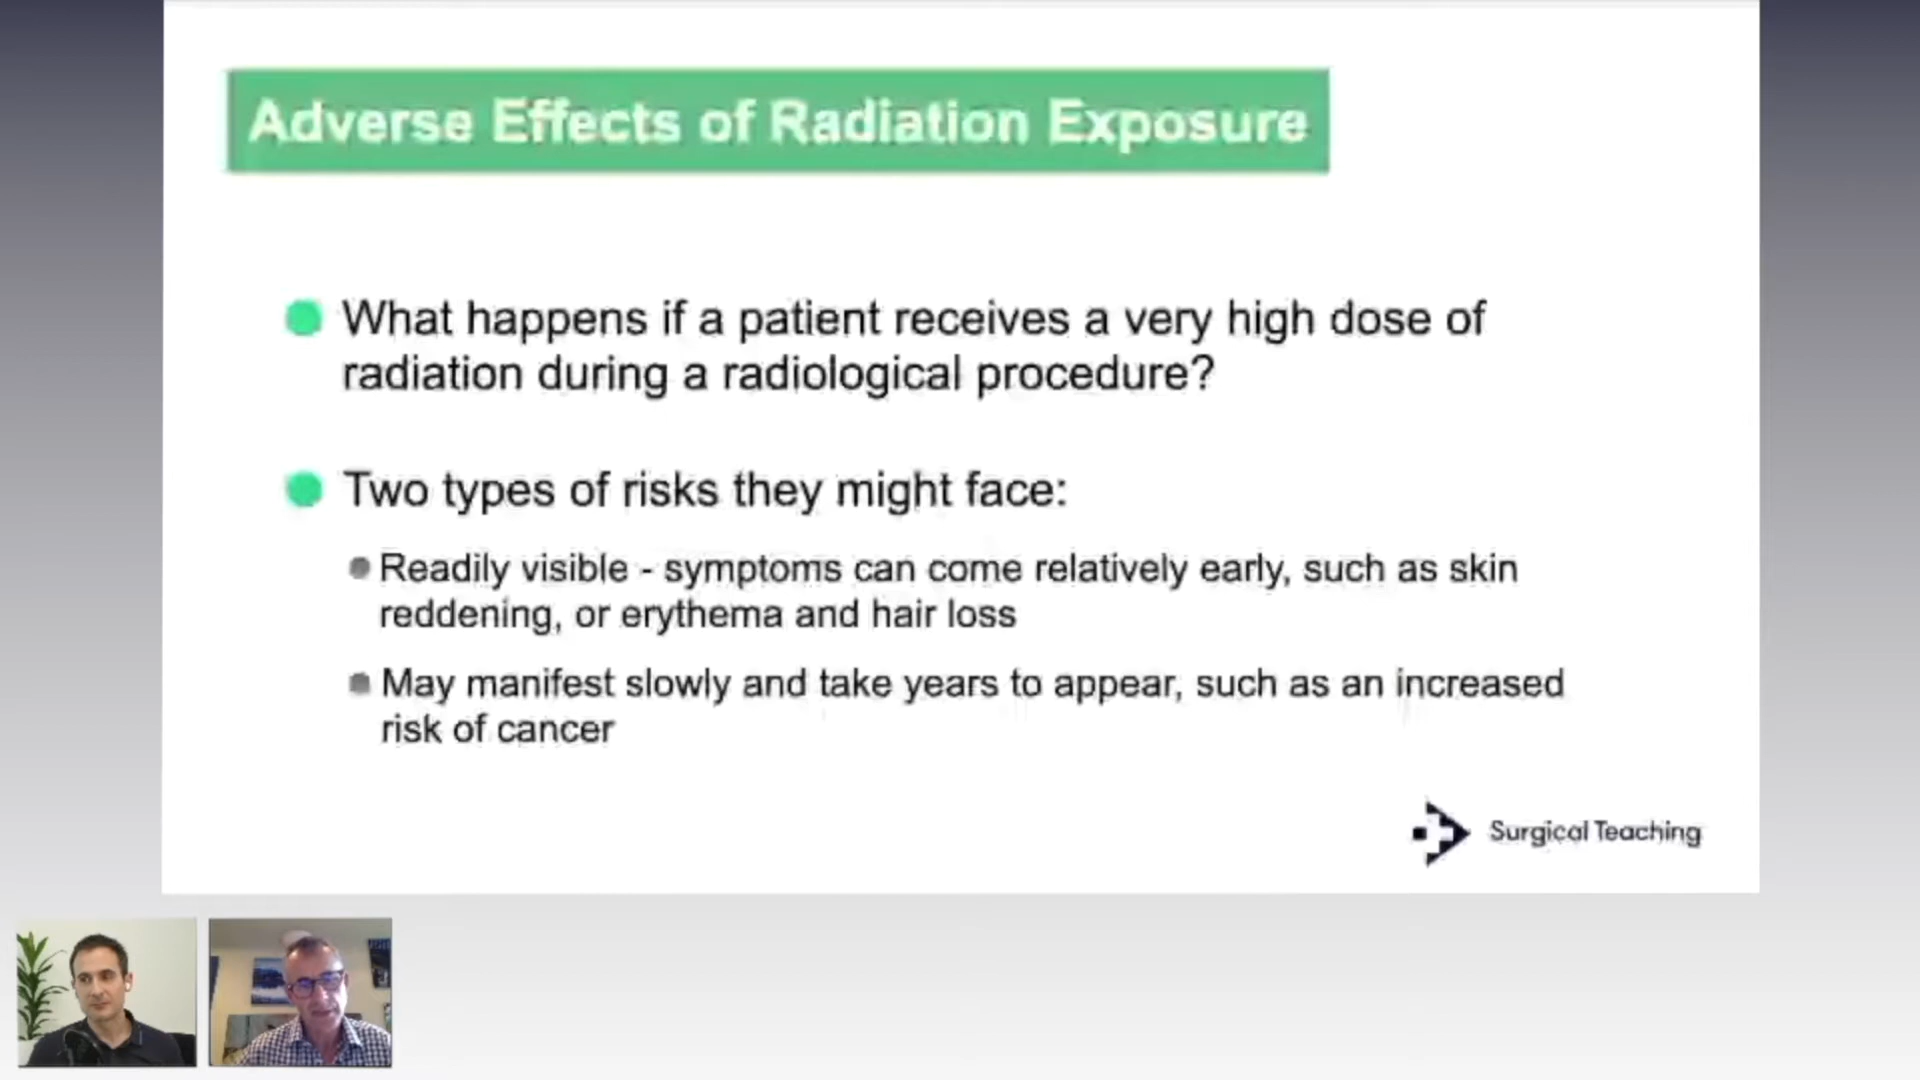 Adverse Effects of Radiation Exposure
What happens if a patient receives a very high dose of
radiation during a radiological procedure?
Two types of risks they might face:
Readily visible - symptoms can come relatively early, such as skin
reddening, or erythema and hair loss
May manifest slowly and take years to appear, such as an increased
risk of cancer
Surgical Teaching